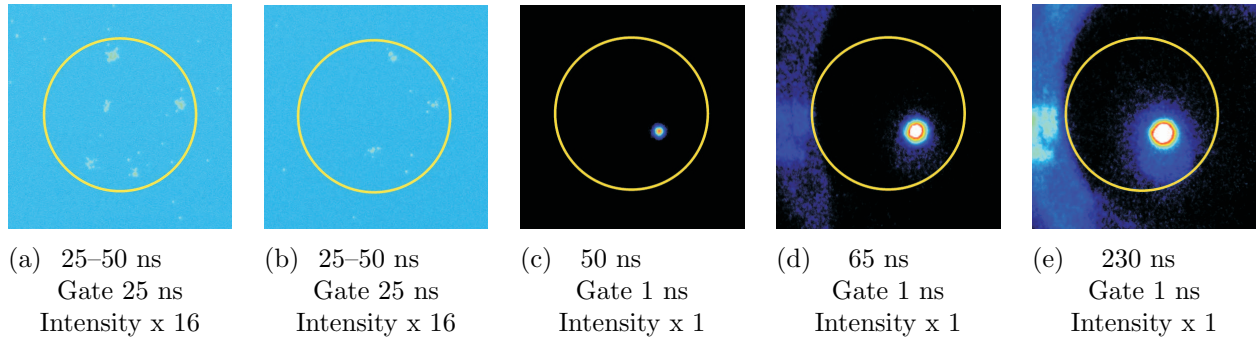 (a) 25–50 ns
Gate 25 ns
Intensity x 16
(b) 25–50 ns
Gate 25 ns
Intensity x 16
(c) 50 ns
Gate 1 ns
Intensity x 1
(d) 65 ns
Gate 1 ns
Intensity x 1
(e) 230 ns
Gate 1 ns
Intensity x 1